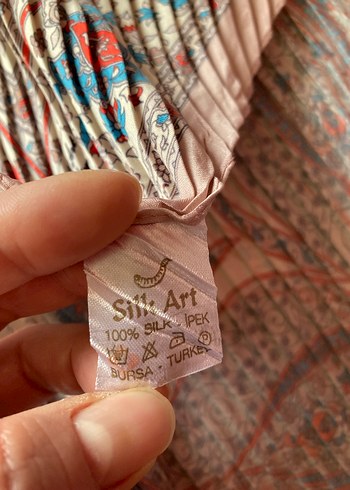 Silk Art
100% SILK - İPEK
P
BURSA - TURKEY